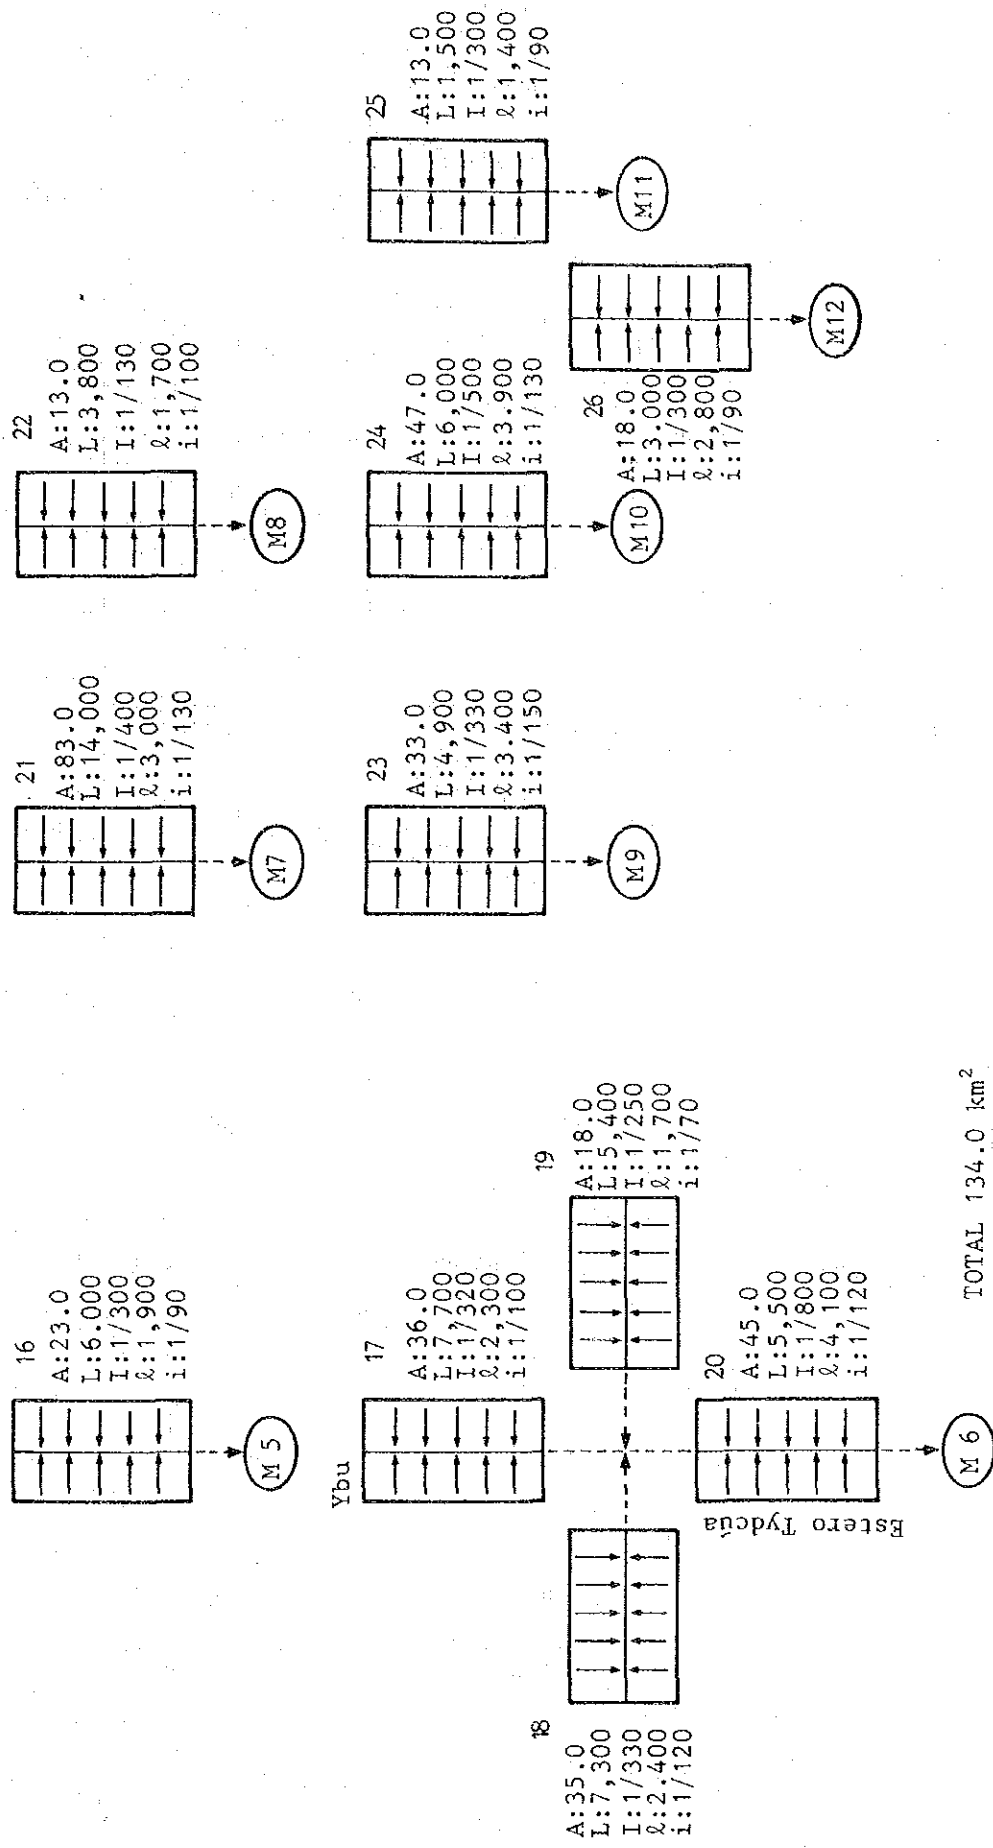 16
A:23.0
L:6.000
I:1/300
ℓ:1,900
i:1/90
M 5
Ybu
17
A:36.0
L:7,700
I:1/320
ℓ:2,300
i:1/100
18
A:35.0
L:7,300
I:1/330
ℓ:2.400
i:1/120
19
A:18.0
L:5,400
I:1/250
ℓ:1,700
i:1/70
Estero Tydcúa
20
A:45.0
L:5,500
I:1/800
ℓ:4,100
i:1/120
M 6
TOTAL 134.0 km²
21
A:83.0
L:14,000
I:1/400
ℓ:3,000
i:1/130
M7
22
A:13.0
L:3,800
I:1/130
ℓ:1,700
i:1/100
M8
23
A:33.0
L:4,900
I:1/330
ℓ:3.400
i:1/150
M9
24
A:47.0
L:6,000
I:1/500
ℓ:3.900
i:1/130
M10
25
A:13.0
L:1,500
I:1/300
ℓ:1,400
i:1/90
M11
26
A:18.0
L:3.000
I:1/300
ℓ:2,800
i:1/90
M12